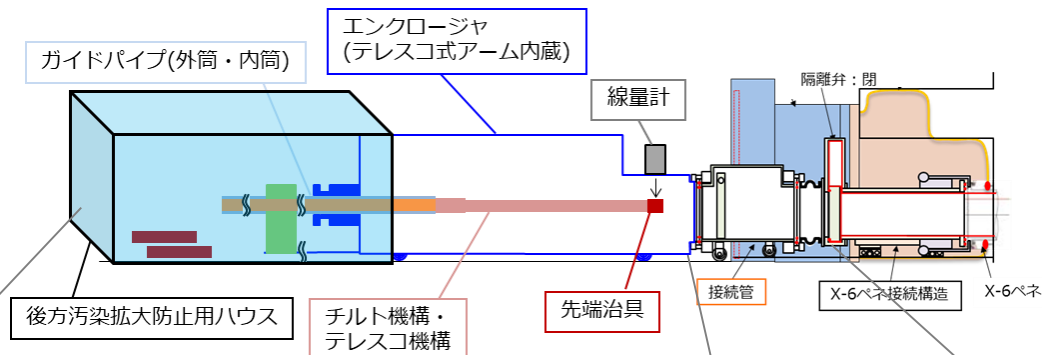 エンクロージャ
(テレスコ式アーム内蔵)
ガイドパイプ(外筒・内筒)
線量計
隔離弁：閉
接続管
X-6ペネ接続構造
X-6ペネ
後方汚染拡大防止用ハウス
チルト機構・
テレスコ機構
先端治具